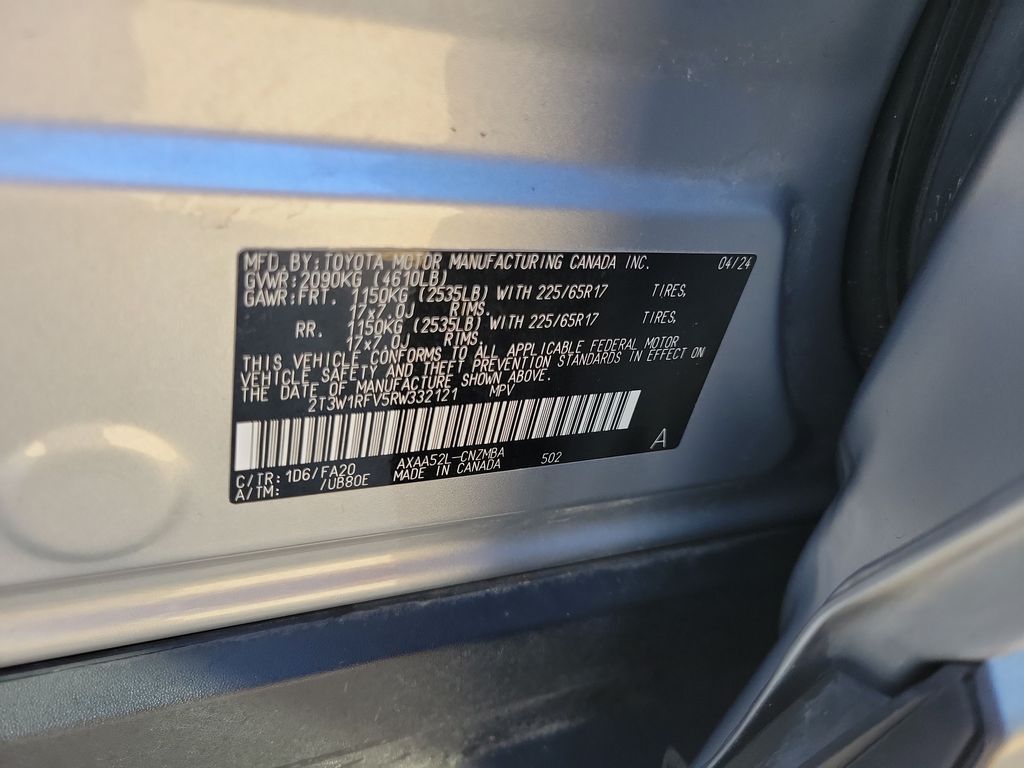 MFD. BY: TOYOTA MOTOR MANUFACTURING CANADA INC. 04/24
GVWR: 2090KG (4610LB)
GAWR: FRT. 1150KG (2535LB) WITH 225/65R17 TIRES,
17x7.0J RIMS.
RR. 1150KG (2535LB) WITH 225/65R17 TIRES,
17x7.0J RIMS.
THIS VEHICLE CONFORMS TO ALL APPLICABLE FEDERAL MOTOR
VEHICLE SAFETY AND THEFT PREVENTION STANDARDS IN EFFECT ON
THE DATE OF MANUFACTURE SHOWN ABOVE.
2T3W1RFV5RW332121 MPV
A
C/TR: 1D6/FA20 AXAA52L-CNZMBA 502
A/TM: /UB80E MADE IN CANADA